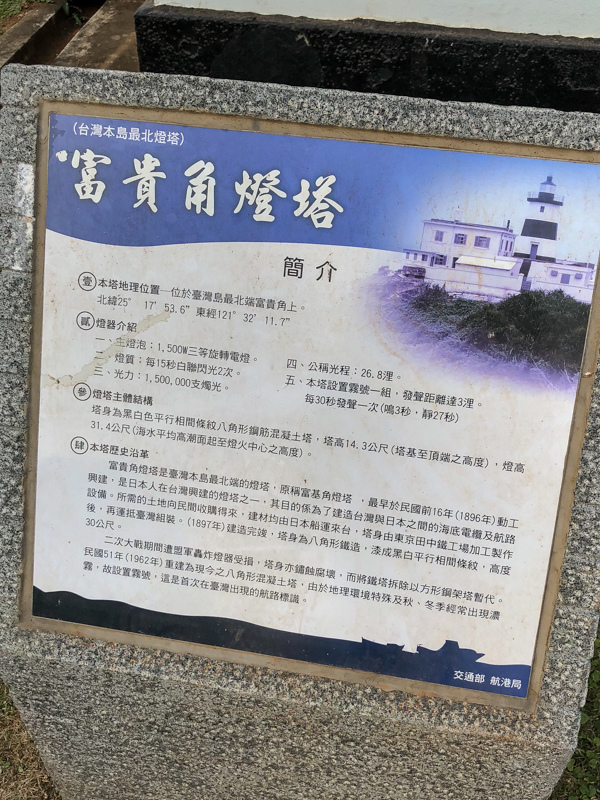 （台灣本島最北燈塔）
富貴角燈塔
簡介
壹 本塔地理位置—位於臺灣島最北端富貴角上。
北緯25° 17' 53.6" 東經121° 32' 11.7"
貳 燈器介紹
一、主燈泡：1,500W三等旋轉電燈。
二、燈質：每15秒白聯閃光2次。
三、光力：1,500,000支燭光。
四、公稱光程：26.8浬。
五、本塔設置霧號一組，發聲距離達3浬。
每30秒發聲一次(鳴3秒，靜27秒)
參 燈塔主體結構
塔身為黑白色平行相間條紋八角形鋼筋混凝土塔，塔高14.3公尺(塔基至頂端之高度)，燈高
31.4公尺(海水平均高潮面起至燈火中心之高度)。
肆 本塔歷史沿革
富貴角燈塔是臺灣本島最北端的燈塔，原稱富基角燈塔，最早於民國前16年(1896年)動工
興建，是日本人在台灣興建的燈塔之一，其目的係為了建造台灣與日本之間的海底電纜及航路
設備。所需的土地向民間收購得來，建材均由日本船運來台，塔身由東京田中鐵工場加工製作
後，再運抵臺灣組裝。(1897年)建造完竣，塔身為八角形鐵造，漆成黑白平行相間條紋，高度
30公尺。
二次大戰期間遭盟軍轟炸燈器受損，塔身亦鏽蝕腐壞，而將鐵塔拆除以方形鋼架塔暫代。
民國51年(1962年)重建為現今之八角形混凝土塔，由於地理環境特殊及秋、冬季經常出現濃
霧，故設置霧號，這是首次在臺灣出現的航路標識。
交通部 航港局